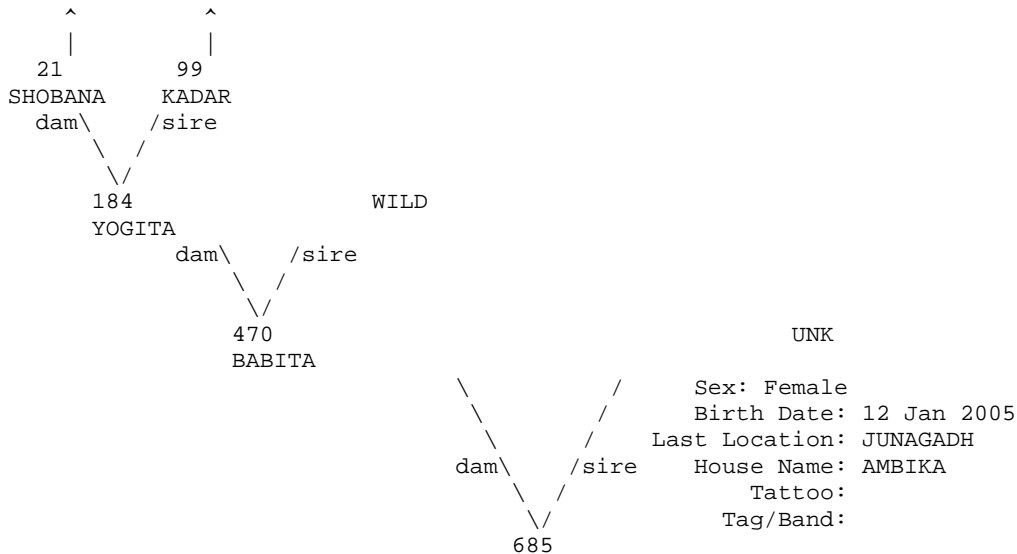 ^ ^
| |
21 99
SHOBANA KADAR
dam\ /sire
\ /
\/
184 WILD
YOGITA
dam\ /sire
\ /
\/
470 UNK
BABITA
\ / Sex: Female
\ / Birth Date: 12 Jan 2005
\ / Last Location: JUNAGADH
dam\ /sire House Name: AMBIKA
\ / Tattoo:
\/ Tag/Band:
685